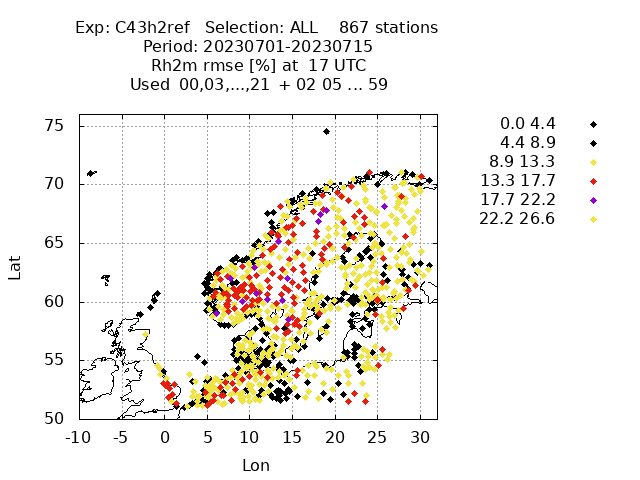 Exp: C43h2ref   Selection: ALL    867 stations
Period: 20230701-20230715
Rh2m rmse [%] at  17 UTC
Used  00,03,...,21  + 02 05 ... 59
0.0 4.4
4.4 8.9
8.9 13.3
13.3 17.7
17.7 22.2
22.2 26.6
75
70
65
60
55
50
Lat
-10 -5 0 5 10 15 20 25 30
Lon